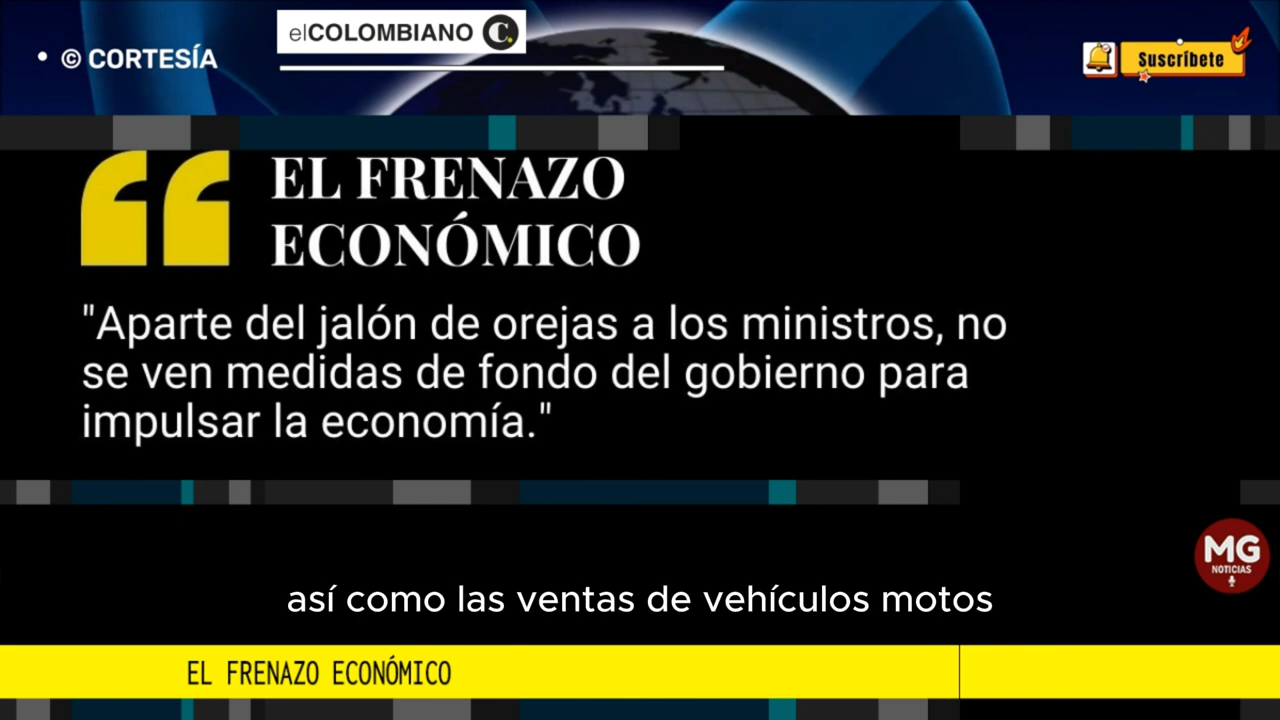 elCOLOMBIANO C
• © CORTESÍA
Suscríbete
EL FRENAZO
ECONÓMICO
"Aparte del jalón de orejas a los ministros, no
se ven medidas de fondo del gobierno para
impulsar la economía."
MG
NOTICIAS
así como las ventas de vehículos motos
EL FRENAZO ECONÓMICO